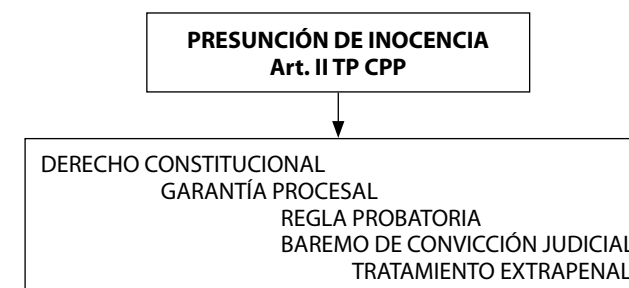 PRESUNCIÓN DE INOCENCIA
Art. II TP CPP
DERECHO CONSTITUCIONAL
GARANTÍA PROCESAL
REGLA PROBATORIA
BAREMO DE CONVICCIÓN JUDICIAL
TRATAMIENTO EXTRAPENAL